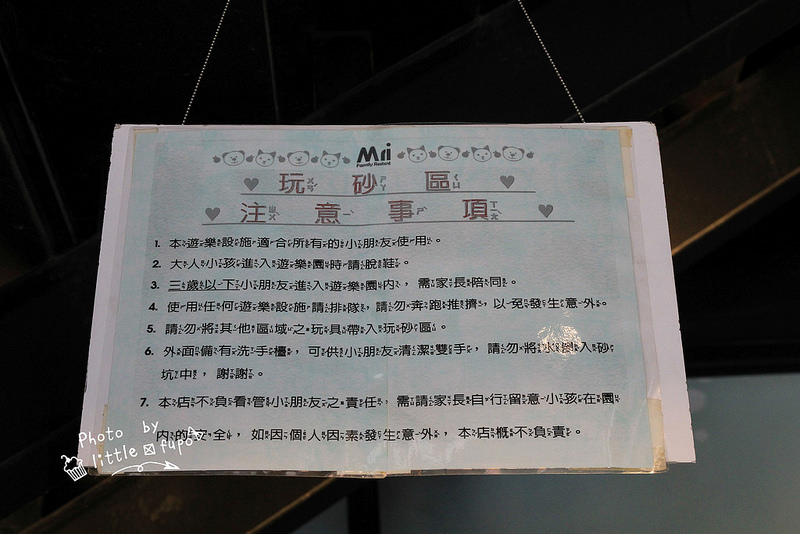 Mri
Family Restaurant
玩砂區
注意事項
1. 本遊樂設施適合所有的小朋友使用。
2. 大人小孩進入遊樂園時請脫鞋。
3. 三歲以下小朋友進入遊樂園內，需家長陪同。
4. 使用任何遊樂設施請排隊，請勿奔跑推擠，以免發生意外。
5. 請勿將其他區域之玩具帶入玩砂區。
6. 外面備有洗手檯，可供小朋友清潔雙手，請勿將水倒入砂
坑中，謝謝。
7. 本店不負看管小朋友之責任，需請家長自行留意小孩在園
內的安全，如因個人因素發生意外，本店概不負責。
Photo by
little fupo